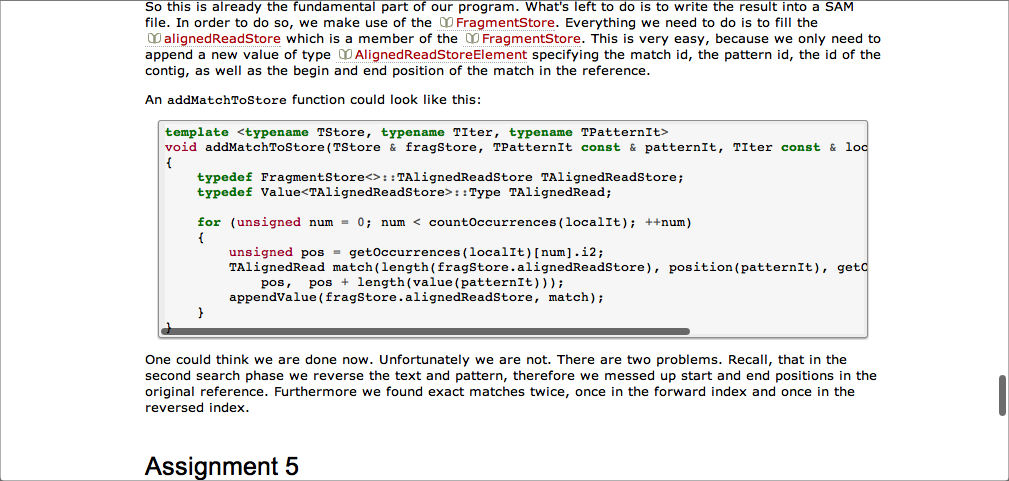 So this is already the fundamental part of our program. What's left to do is to write the result into a SAM
file. In order to do so, we make use of the FragmentStore. Everything we need to do is to fill the
alignedReadStore which is a member of the FragmentStore. This is very easy, because we only need to
append a new value of type AlignedReadStoreElement specifying the match id, the pattern id, the id of the
contig, as well as the begin and end position of the match in the reference.
An addMatchToStore function could look like this:
template <typename TStore, typename TIter, typename TPatternIt>
void addMatchToStore(TStore & fragStore, TPatternIt const & patternIt, TIter const & loc
{
typedef FragmentStore<>::TAlignedReadStore TAlignedReadStore;
typedef Value<TAlignedReadStore>::Type TAlignedRead;
for (unsigned num = 0; num < countOccurrences(localIt); ++num)
{
unsigned pos = getOccurrences(localIt)[num].i2;
TAlignedRead match(length(fragStore.alignedReadStore), position(patternIt), getO
pos, pos + length(value(patternIt)));
appendValue(fragStore.alignedReadStore, match);
}
}
One could think we are done now. Unfortunately we are not. There are two problems. Recall, that in the
second search phase we reverse the text and pattern, therefore we messed up start and end positions in the
original reference. Furthermore we found exact matches twice, once in the forward index and once in the
reversed index.
Assignment 5